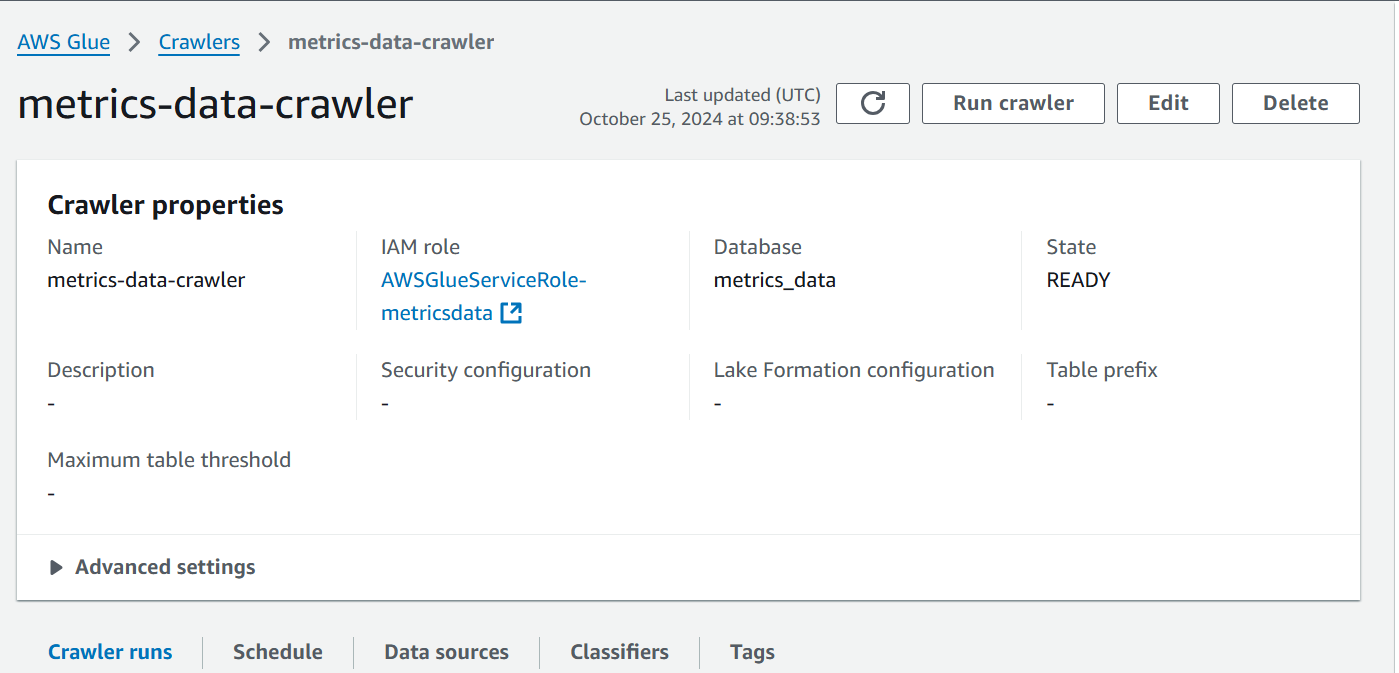 AWS Glue > Crawlers > metrics-data-crawler
metrics-data-crawler
Last updated (UTC)
October 25, 2024 at 09:38:53
Run crawler
Edit
Delete
Crawler properties
Name
metrics-data-crawler
IAM role
AWSGlueServiceRole-
metricsdata
Database
metrics_data
State
READY
Description
-
Security configuration
-
Lake Formation configuration
-
Table prefix
-
Maximum table threshold
-
Advanced settings
Crawler runs
Schedule
Data sources
Classifiers
Tags